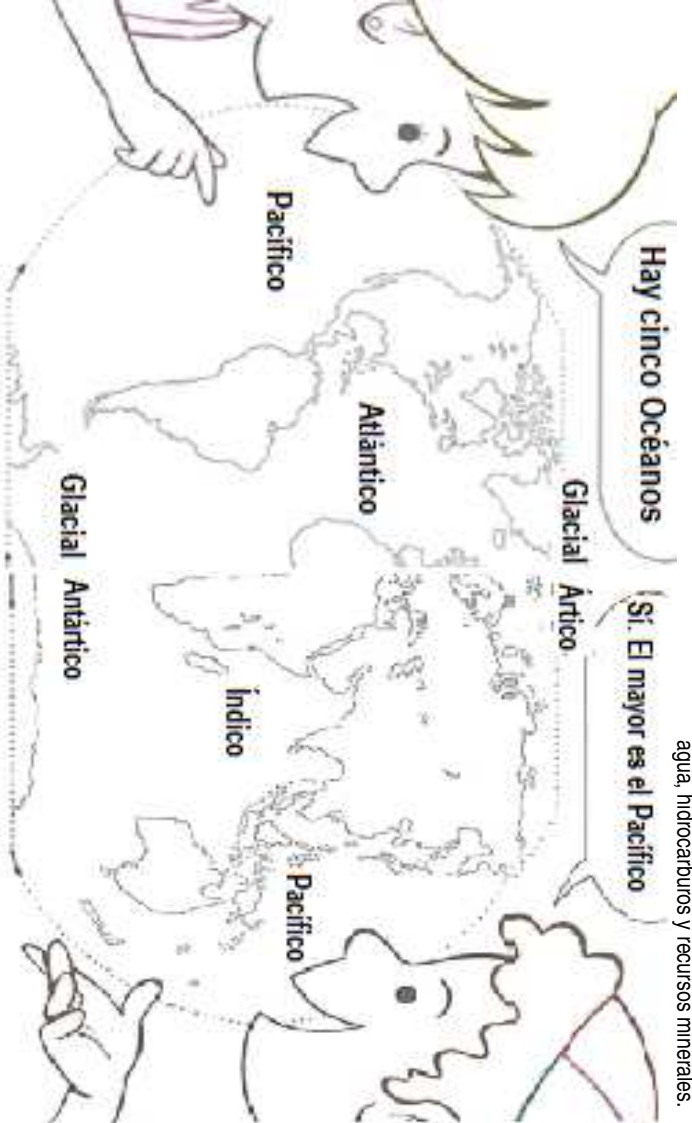 agua, hidrocarburos y recursos minerales.
Hay cinco Océanos
Sí. El mayor es el Pacífico
Glacial Ártico
Pacífico
Atlántico
Pacífico
Índico
Glacial Antártico